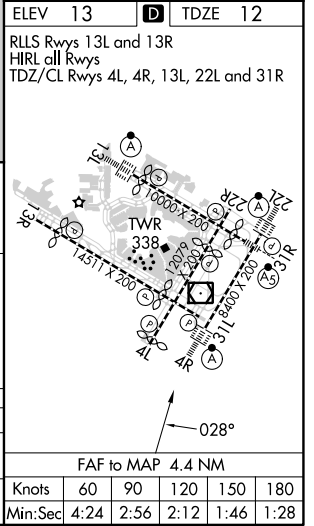 ELEV 13 D TDZE 12
RLLS Rwys 13L and 13R
HIRL all Rwys
TDZ/CL Rwys 4L, 4R, 13L, 22L and 31R
A
13L
P
10000 X 200
22R
22L
A
13R
P
TWR
338
P
14511 X 200
12079 X 200
P
31R
A5
8400 X 200
P
P
31L
4L
4R
A
028°
FAF to MAP 4.4 NM
Knots 60 90 120 150 180
Min:Sec 4:24 2:56 2:12 1:46 1:28